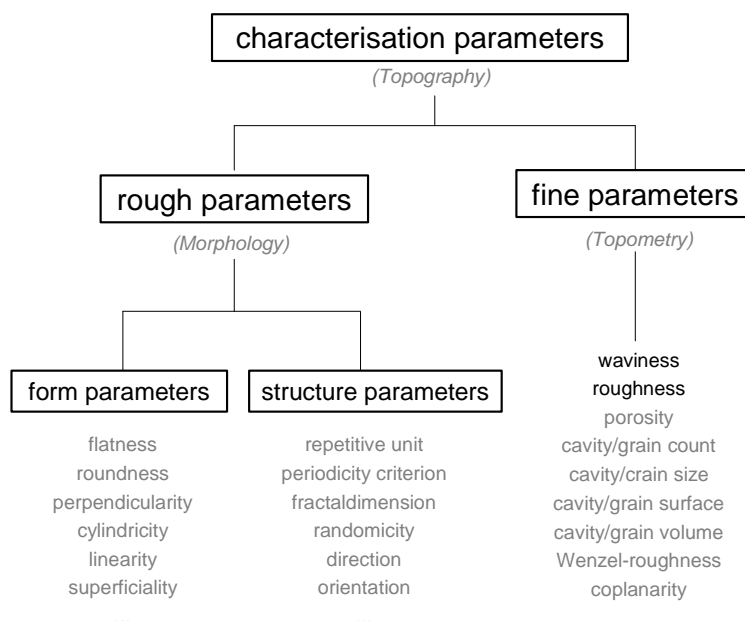 characterisation parameters
(Topography)
rough parameters
(Morphology)
fine parameters
(Topometry)
form parameters
flatness
roundness
perpendicularity
cylindricity
linearity
superficiality
structure parameters
repetitive unit
periodicity criterion
fractaldimension
randomicity
direction
orientation
waviness
roughness
porosity
cavity/grain count
cavity/crain size
cavity/grain surface
cavity/grain volume
Wenzel-roughness
coplanarity